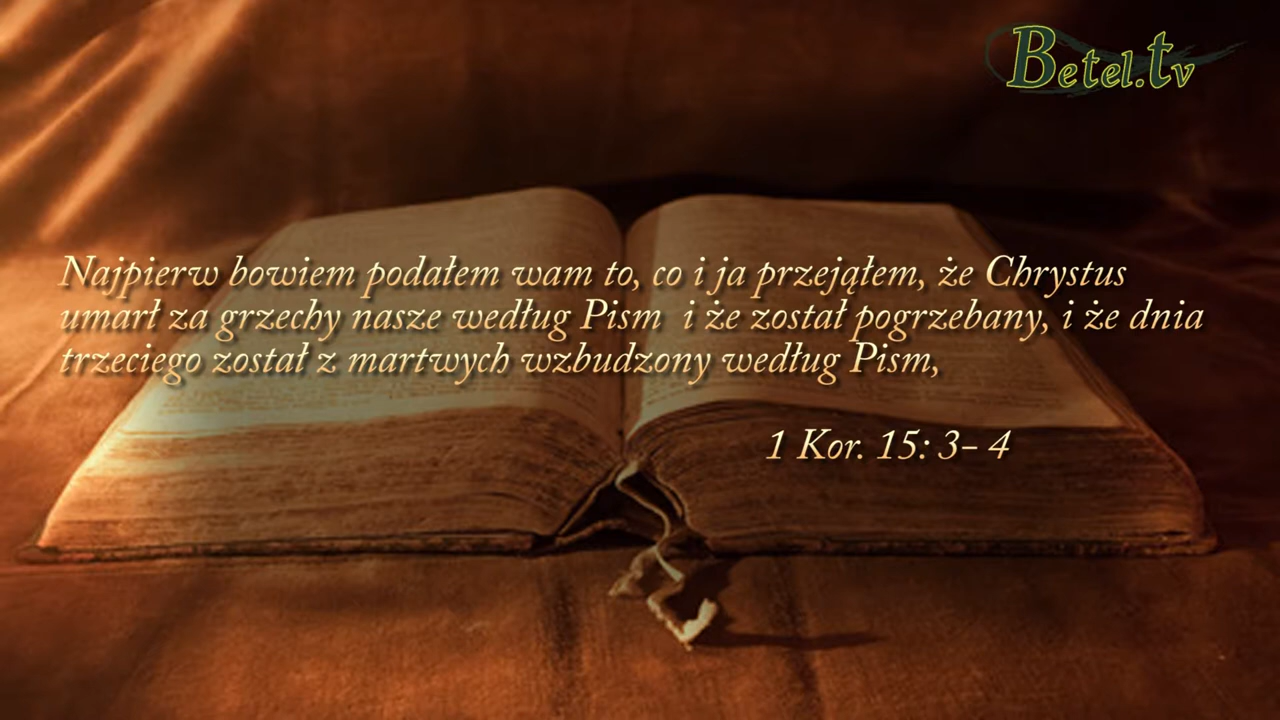 Betel.tv
Najpierw bowiem podałem wam to, co i ja przejąłem, że Chrystus
umarł za grzechy nasze według Pism i że został pogrzebany, i że dnia
trzeciego został z martwych wzbudzony według Pism,
1 Kor. 15: 3- 4